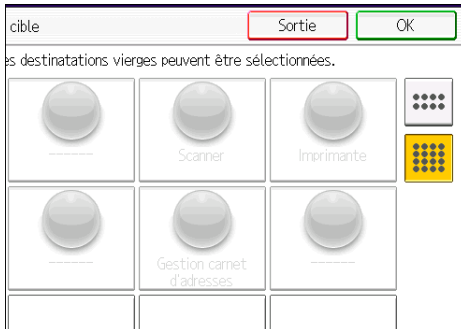 cible
Sortie
OK
es destinatations vierges peuvent être sélectionnées.
------
Scanner
Imprimante
------
Gestion carnet
d'adresses
------